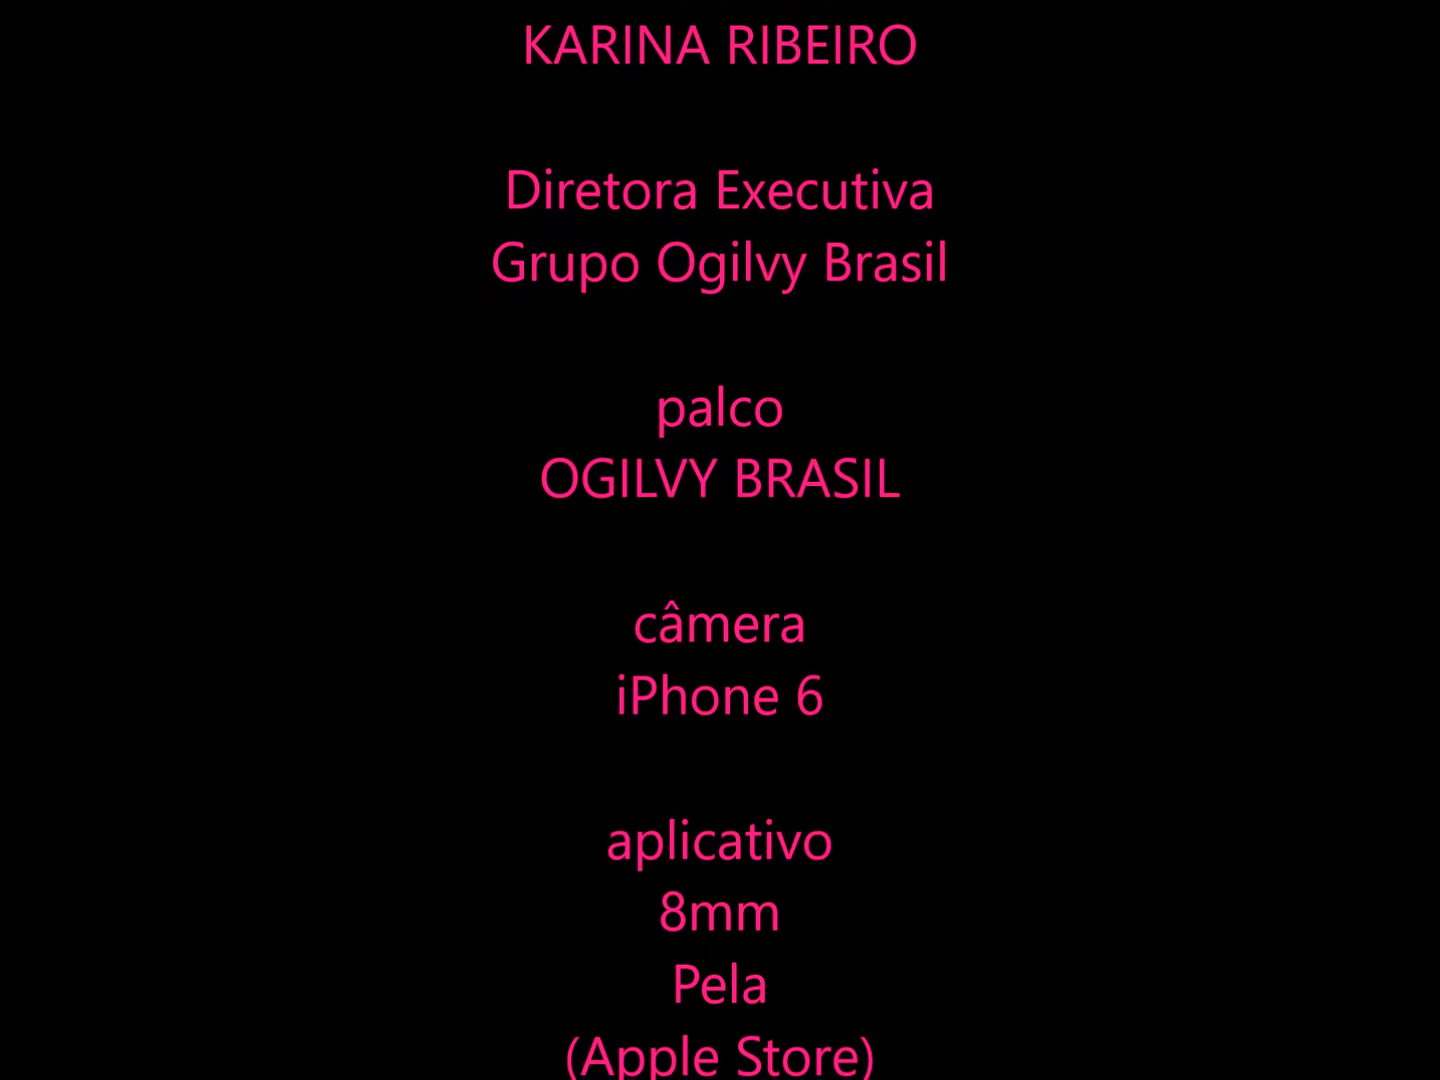 KARINA RIBEIRO
Diretora Executiva
Grupo Ogilvy Brasil
palco
OGILVY BRASIL
câmera
iPhone 6
aplicativo
8mm
Pela
(Apple Store)